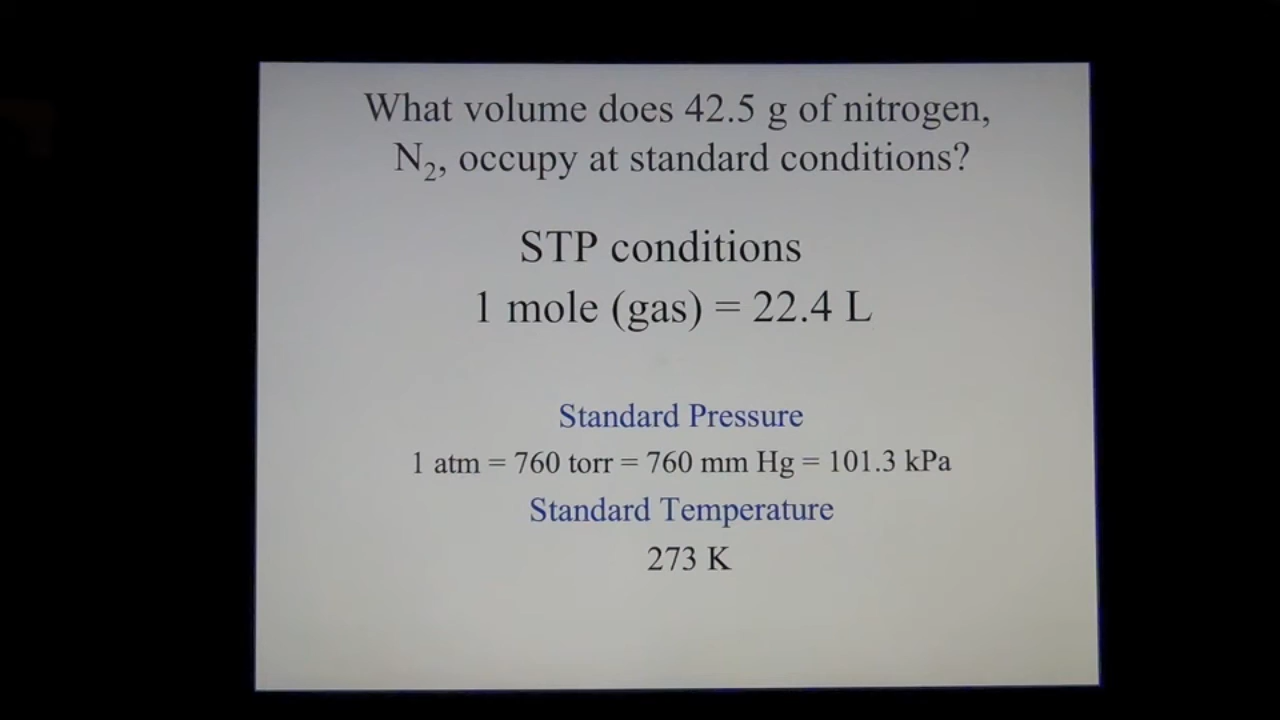 What volume does 42.5 g of nitrogen,
N₂, occupy at standard conditions?
STP conditions
1 mole (gas) = 22.4 L
Standard Pressure
1 atm = 760 torr = 760 mm Hg = 101.3 kPa
Standard Temperature
273 K